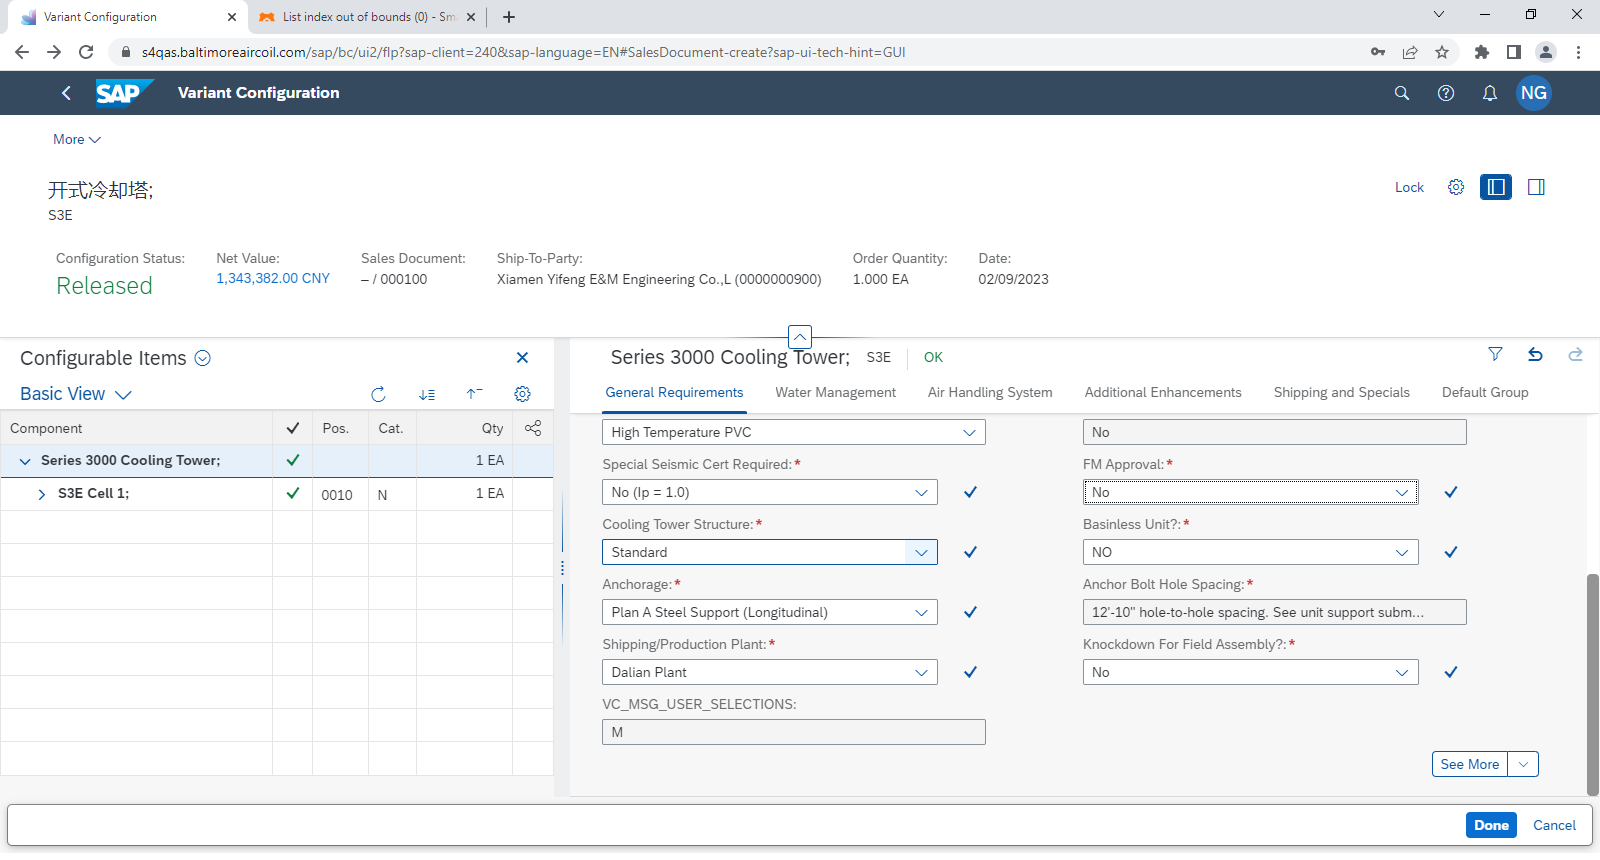 Variant Configuration
List index out of bounds (0) - Sm
s4qas.baltimoreaircoil.com/sap/bc/ui2/flp?sap-client=240&sap-language=EN#SalesDocument-create?sap-ui-tech-hint=GUI
SAP
Variant Configuration
NG
More
开式冷却塔;
S3E
Lock
Configuration Status:
Released
Net Value:
1,343,382.00 CNY
Sales Document:
– / 000100
Ship-To-Party:
Xiamen Yifeng E&M Engineering Co.,L (0000000900)
Order Quantity:
1.000 EA
Date:
02/09/2023
Configurable Items
Basic View
Component Pos. Cat. Qty
Series 3000 Cooling Tower; 1 EA
S3E Cell 1; 0010 N 1 EA
Series 3000 Cooling Tower; S3E OK
General Requirements Water Management Air Handling System Additional Enhancements Shipping and Specials Default Group
High Temperature PVC
No
Special Seismic Cert Required:*
No (Ip = 1.0)
FM Approval:*
No
Cooling Tower Structure:*
Standard
Basinless Unit?:*
NO
Anchorage:*
Plan A Steel Support (Longitudinal)
Anchor Bolt Hole Spacing:*
12'-10" hole-to-hole spacing. See unit support subm...
Shipping/Production Plant:*
Dalian Plant
Knockdown For Field Assembly?:*
No
VC_MSG_USER_SELECTIONS:
M
See More
Done
Cancel